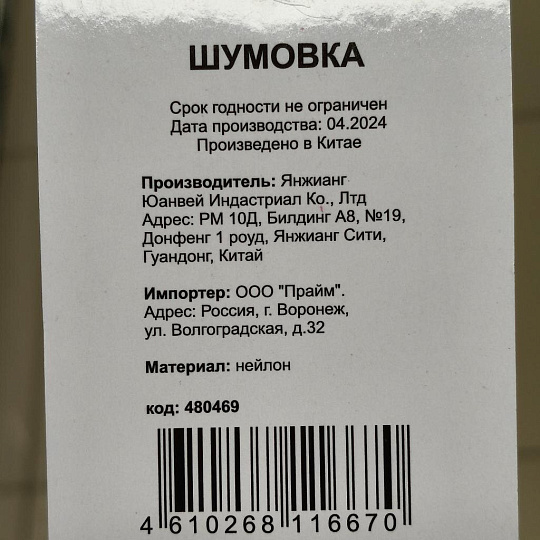 ШУМОВКА
Срок годности не ограничен
Дата производства: 04.2024
Произведено в Китае
Производитель: Янжианг
Юанвей Индастриал Ко., Лтд
Адрес: РМ 10Д, Билдинг А8, №19,
Донфенг 1 роуд, Янжианг Сити,
Гуандонг, Китай
Импортер: ООО "Прайм".
Адрес: Россия, г. Воронеж,
ул. Волгоградская, д.32
Материал: нейлон
код: 480469
4 610268 116670